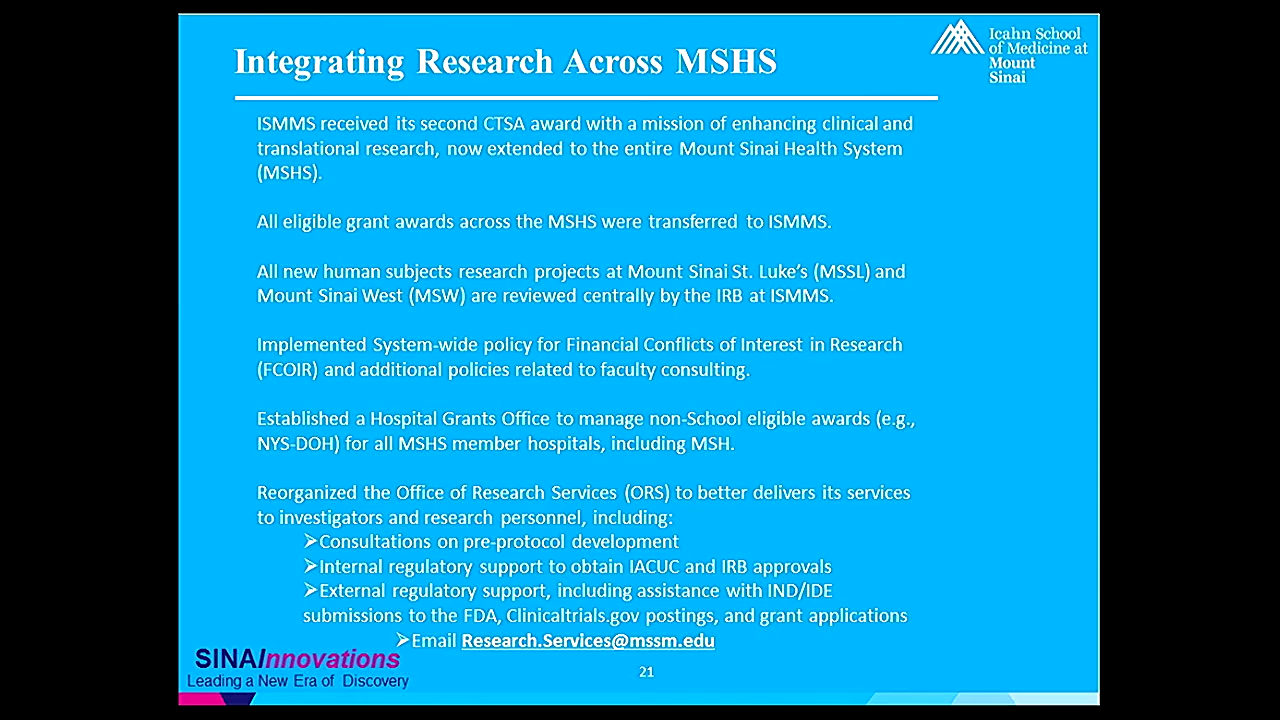 Integrating Research Across MSHS
Icahn School
of Medicine at
Mount
Sinai
ISMMS received its second CTSA award with a mission of enhancing clinical and
translational research, now extended to the entire Mount Sinai Health System
(MSHS).
All eligible grant awards across the MSHS were transferred to ISMMS.
All new human subjects research projects at Mount Sinai St. Luke's (MSSL) and
Mount Sinai West (MSW) are reviewed centrally by the IRB at ISMMS.
Implemented System-wide policy for Financial Conflicts of Interest in Research
(FCOIR) and additional policies related to faculty consulting.
Established a Hospital Grants Office to manage non-School eligible awards (e.g.,
NYS-DOH) for all MSHS member hospitals, including MSH.
Reorganized the Office of Research Services (ORS) to better delivers its services
to investigators and research personnel, including:
➢Consultations on pre-protocol development
➢Internal regulatory support to obtain IACUC and IRB approvals
➢External regulatory support, including assistance with IND/IDE
submissions to the FDA, Clinicaltrials.gov postings, and grant applications
➢Email Research.Services@mssm.edu
SINAInnovations
Leading a New Era of Discovery
21